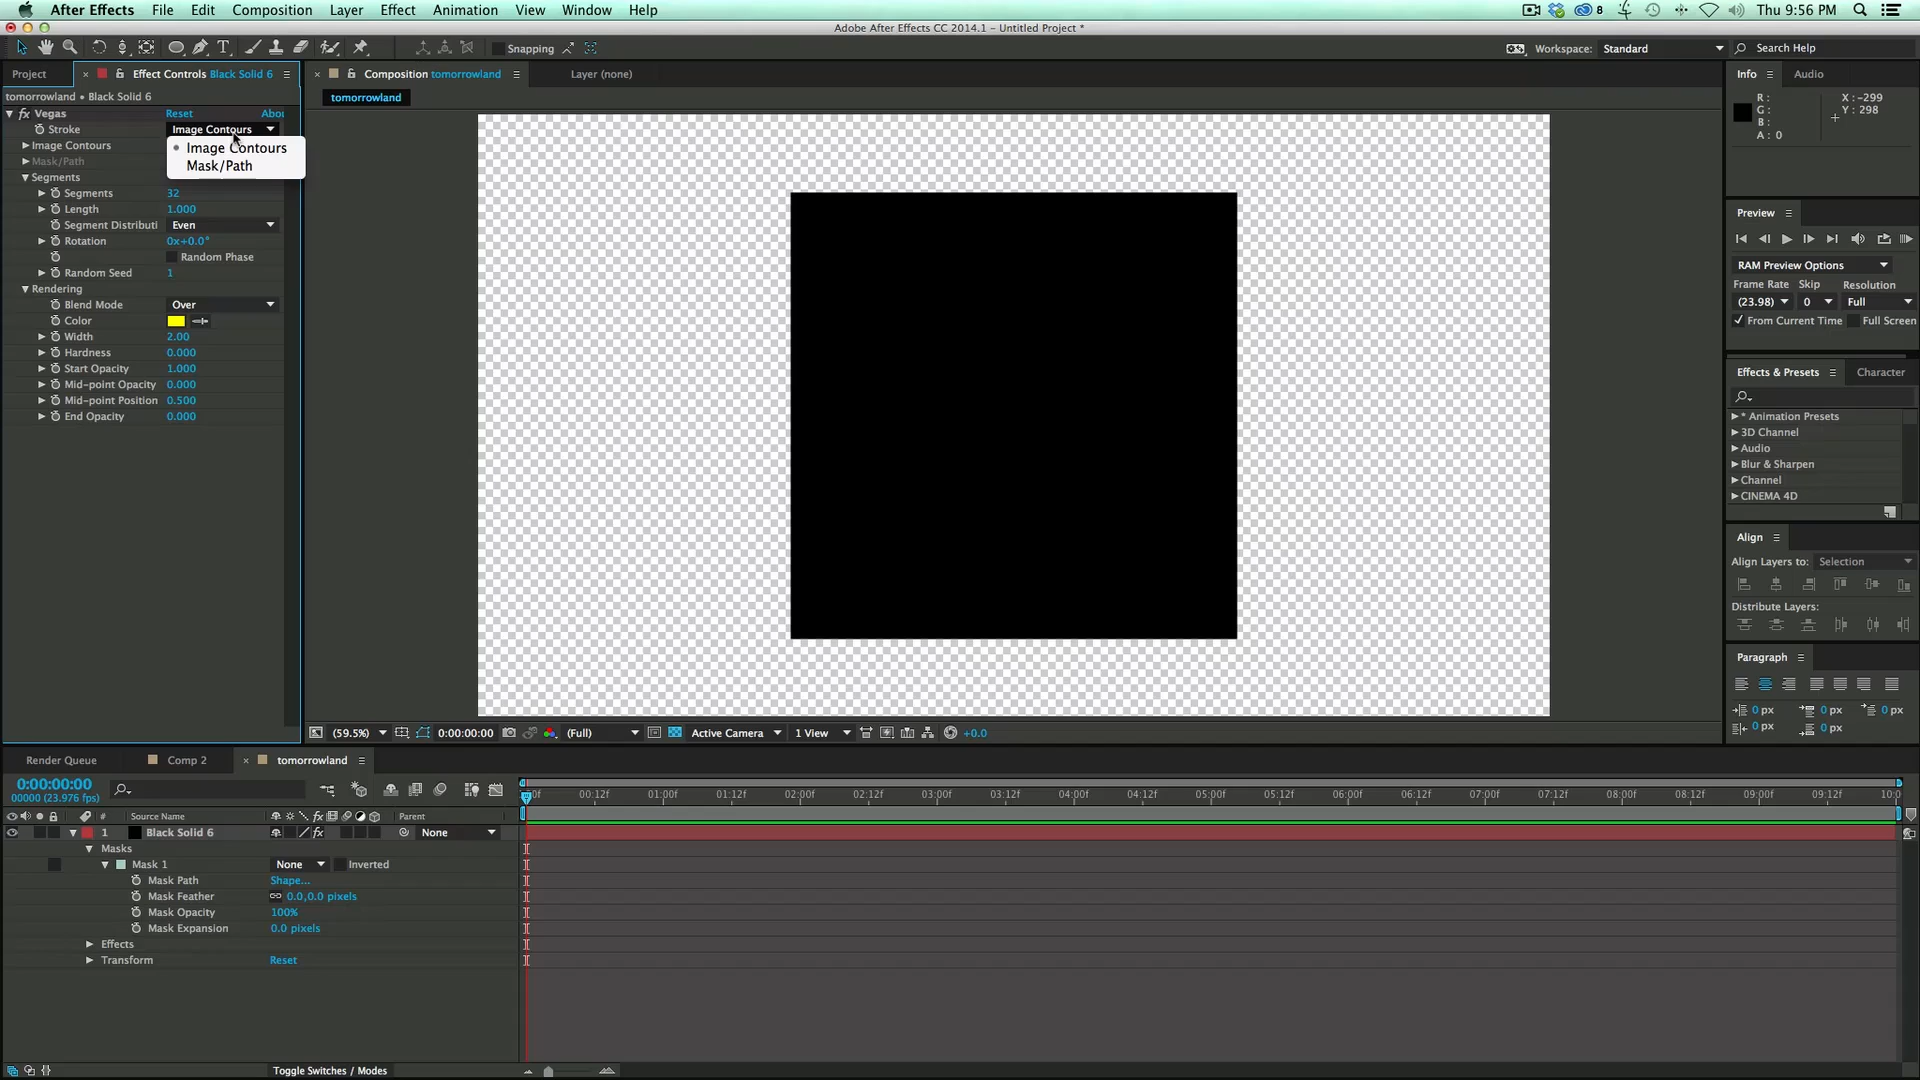 After Effects File Edit Composition Layer Effect Animation View Window Help 8 Thu 9:56 PM
Adobe After Effects CC 2014.1 - Untitled Project *
T Snapping Workspace: Standard Search Help
Project Effect Controls Black Solid 6 Composition tomorrowland Layer (none) Info Audio
tomorrowland • Black Solid 6 tomorrowland
fx Vegas Reset Abou
Stroke Image Contours
Image Contours
Image Contours
Mask/Path
Mask/Path
Segments
Segments 32
Length 1.000
Segment Distributi Even
Rotation 0x+0.0°
Random Phase
Random Seed 1
Rendering
Blend Mode Over
Color
Width 2.00
Hardness 0.000
Start Opacity 1.000
Mid-point Opacity 0.000
Mid-point Position 0.500
End Opacity 0.000
R : X : -299
G : Y : 298
B :
A : 0
Preview
RAM Preview Options
Frame Rate Skip Resolution
(23.98) 0 Full
From Current Time Full Screen
Effects & Presets Character
* Animation Presets
3D Channel
Audio
Blur & Sharpen
Channel
CINEMA 4D
Align
Align Layers to: Selection
Distribute Layers:
Paragraph
0 px 0 px 0 px
0 px 0 px
(59.5%) 0:00:00:00 (Full) Active Camera 1 View +0.0
Render Queue Comp 2 tomorrowland
0:00:00:00
00000 (23.976 fps)
00:12f 01:00f 01:12f 02:00f 02:12f 03:00f 03:12f 04:00f 04:12f 05:00f 05:12f 06:00f 06:12f 07:00f 07:12f 08:00f 08:12f 09:00f 09:12f 10:0
# Source Name fx Parent
1 Black Solid 6 fx None
Masks
Mask 1 None Inverted
Mask Path Shape...
Mask Feather 0.0,0.0 pixels
Mask Opacity 100%
Mask Expansion 0.0 pixels
Effects
Transform Reset
Toggle Switches / Modes